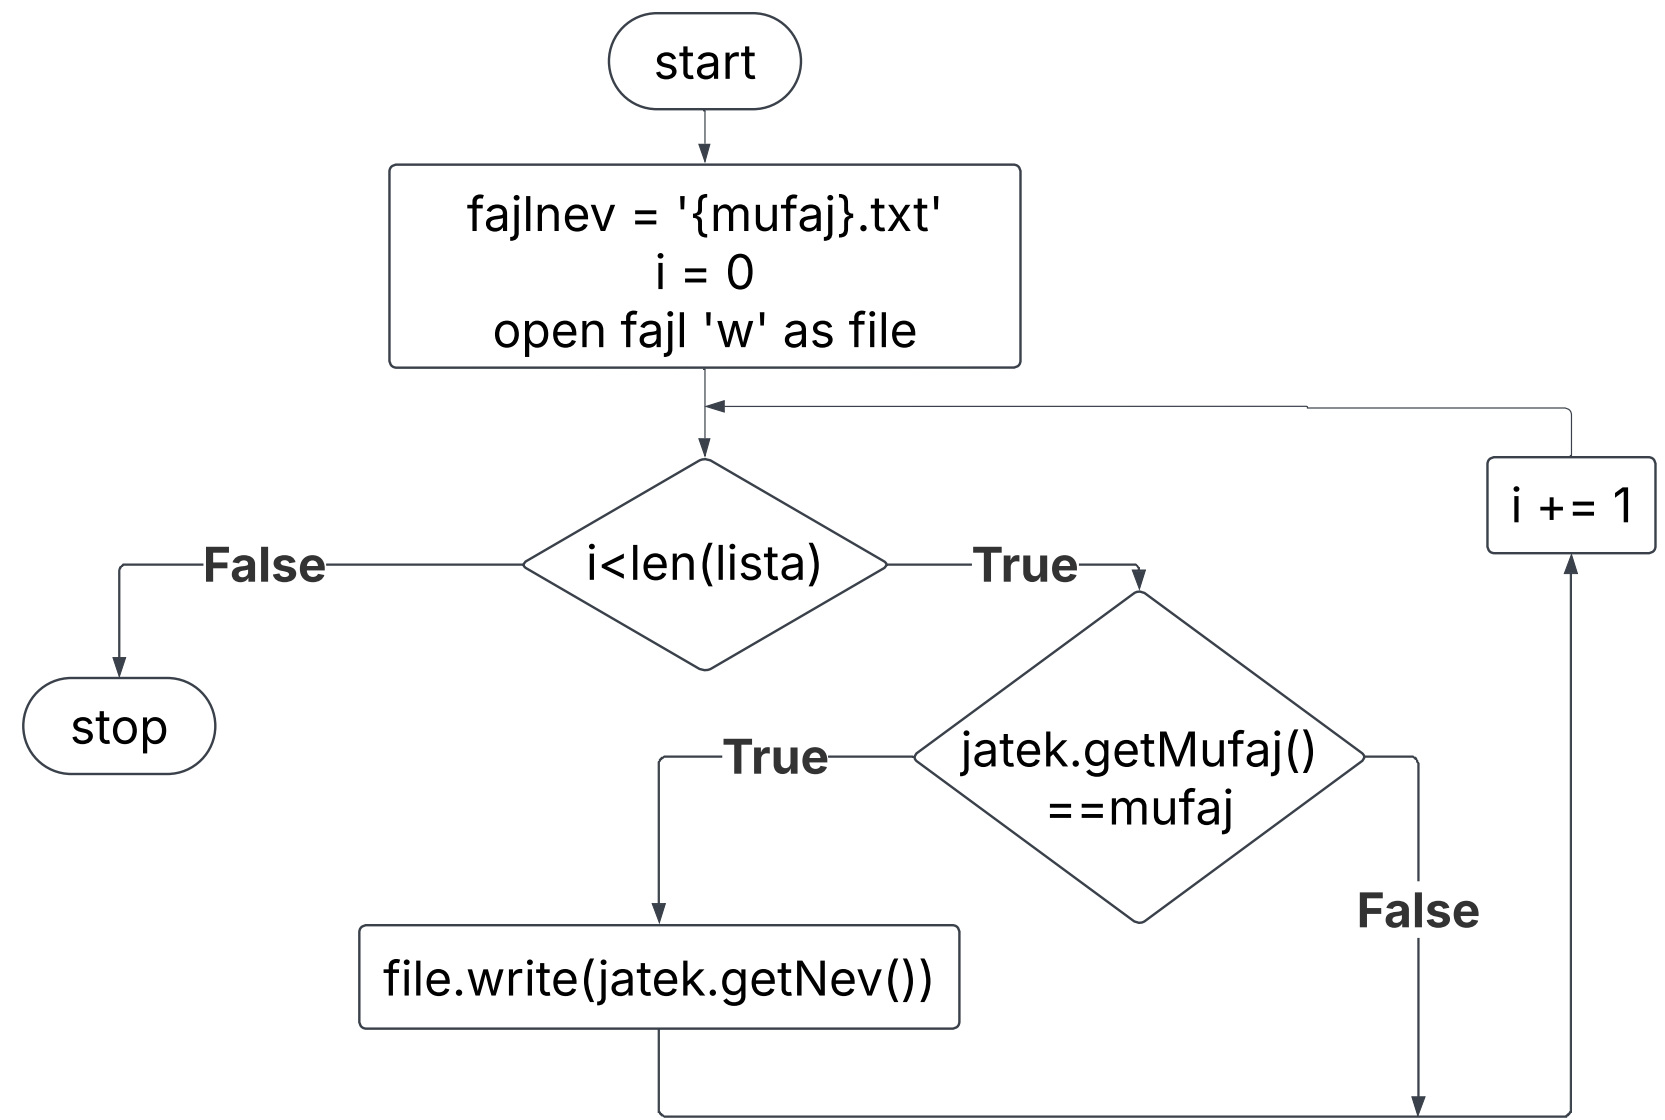 start
fajlnev = '{mufaj}.txt'
i = 0
open fajl 'w' as file
i += 1
False
i<len(lista)
True
stop
True
jatek.getMufaj()
==mufaj
False
file.write(jatek.getNev())